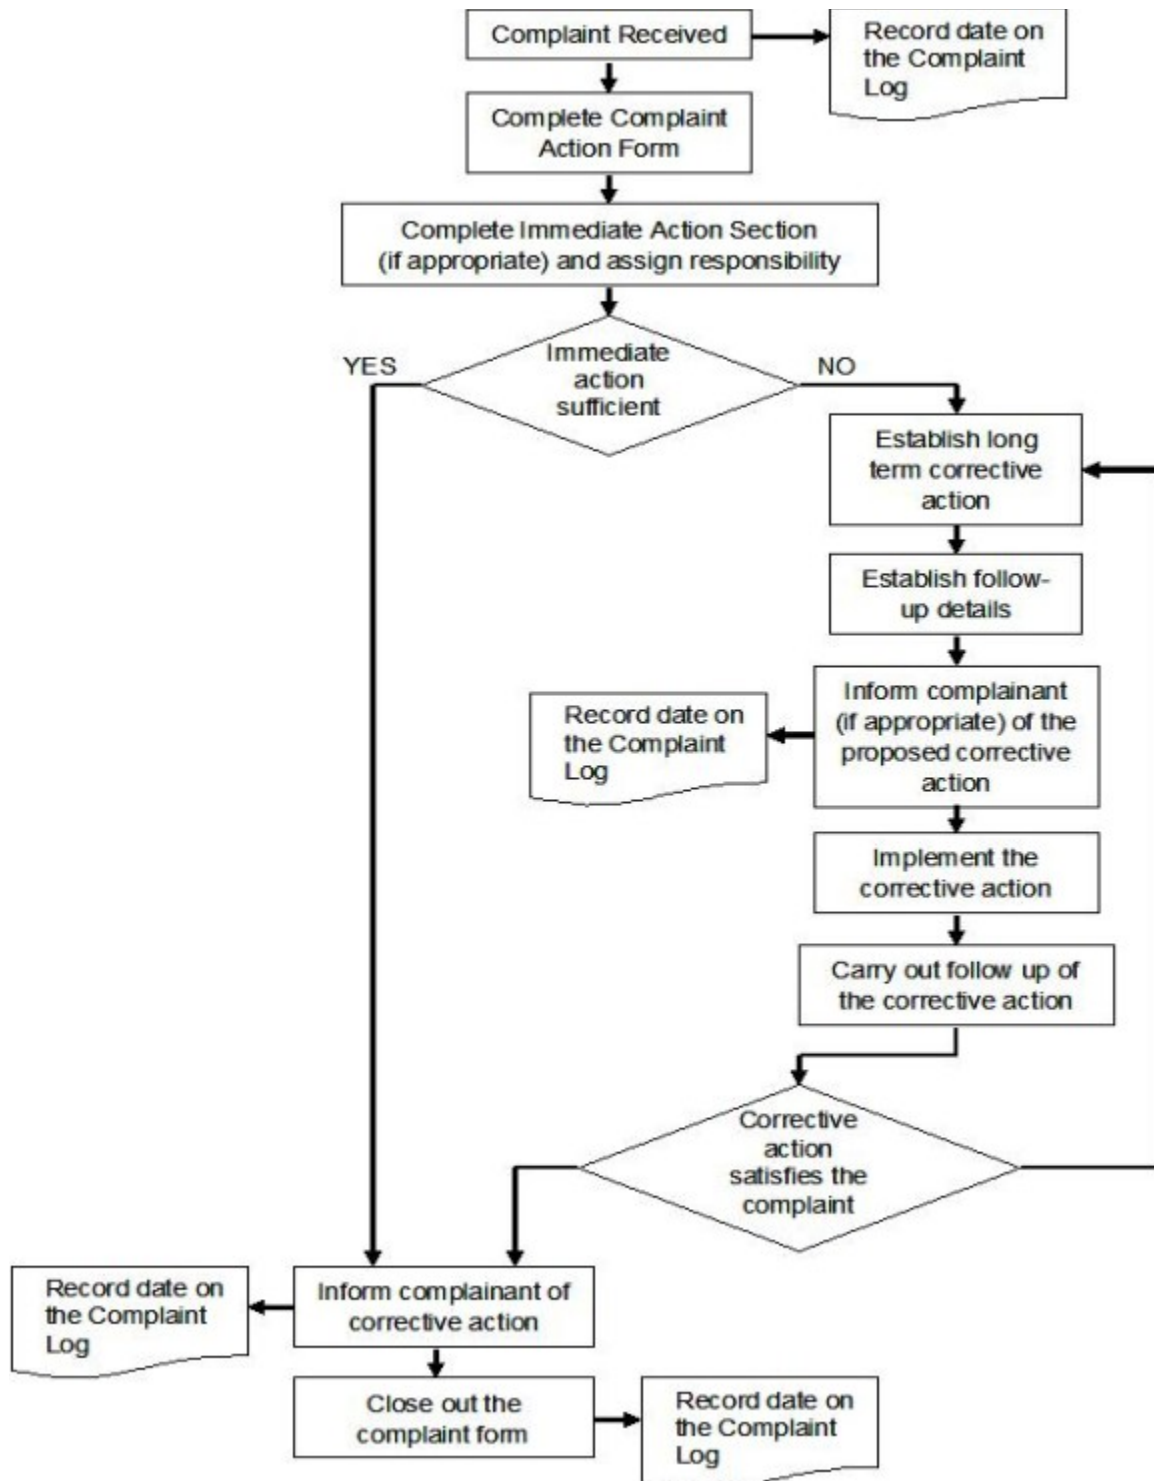 Complaint Received
Record date on
the Complaint
Log
Complete Complaint
Action Form
Complete Immediate Action Section
(if appropriate) and assign responsibility
YES
Immediate
action
sufficient
NO
Establish long
term corrective
action
Establish follow-
up details
Inform complainant
(if appropriate) of the
proposed corrective
action
Record date on
the Complaint
Log
Implement the
corrective action
Carry out follow up of
the corrective action
Corrective
action
satisfies the
complaint
Record date on
the Complaint
Log
Inform complainant of
corrective action
Close out the
complaint form
Record date on
the Complaint
Log